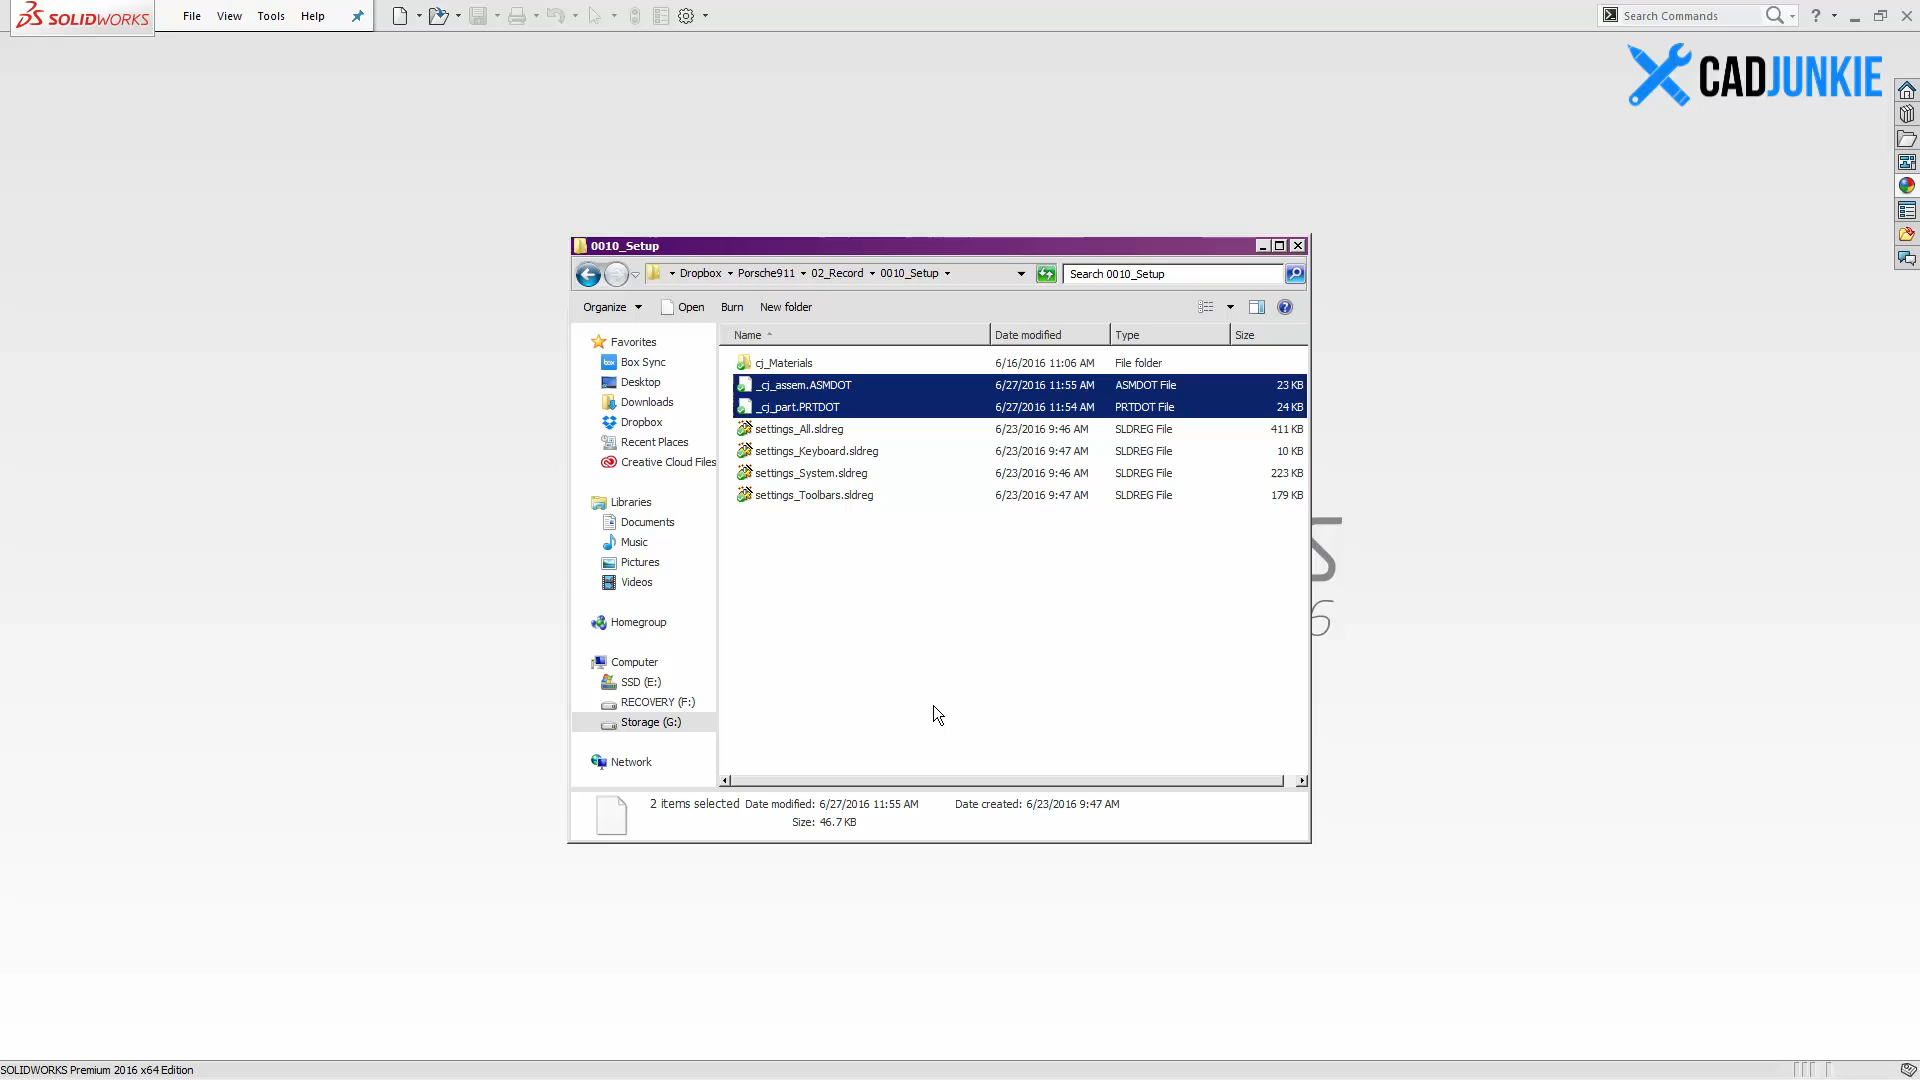 SOLIDWORKS File View Tools Help Search Commands ?
CADJUNKIE
0010_Setup
Dropbox Porsche911 02_Record 0010_Setup Search 0010_Setup
Organize Open Burn New folder
Name Date modified Type Size
Favorites
Box Sync
Desktop
Downloads
Dropbox
Recent Places
Creative Cloud Files
Libraries
Documents
Music
Pictures
Videos
Homegroup
Computer
SSD (E:)
RECOVERY (F:)
Storage (G:)
Network
cj_Materials 6/16/2016 11:06 AM File folder
_cj_assem.ASMDOT 6/27/2016 11:55 AM ASMDOT File 23 KB
_cj_part.PRTDOT 6/27/2016 11:54 AM PRTDOT File 24 KB
settings_All.sldreg 6/23/2016 9:46 AM SLDREG File 411 KB
settings_Keyboard.sldreg 6/23/2016 9:47 AM SLDREG File 10 KB
settings_System.sldreg 6/23/2016 9:46 AM SLDREG File 223 KB
settings_Toolbars.sldreg 6/23/2016 9:47 AM SLDREG File 179 KB
2 items selected Date modified: 6/27/2016 11:55 AM Date created: 6/23/2016 9:47 AM
Size: 46.7 KB
SOLIDWORKS Premium 2016 x64 Edition